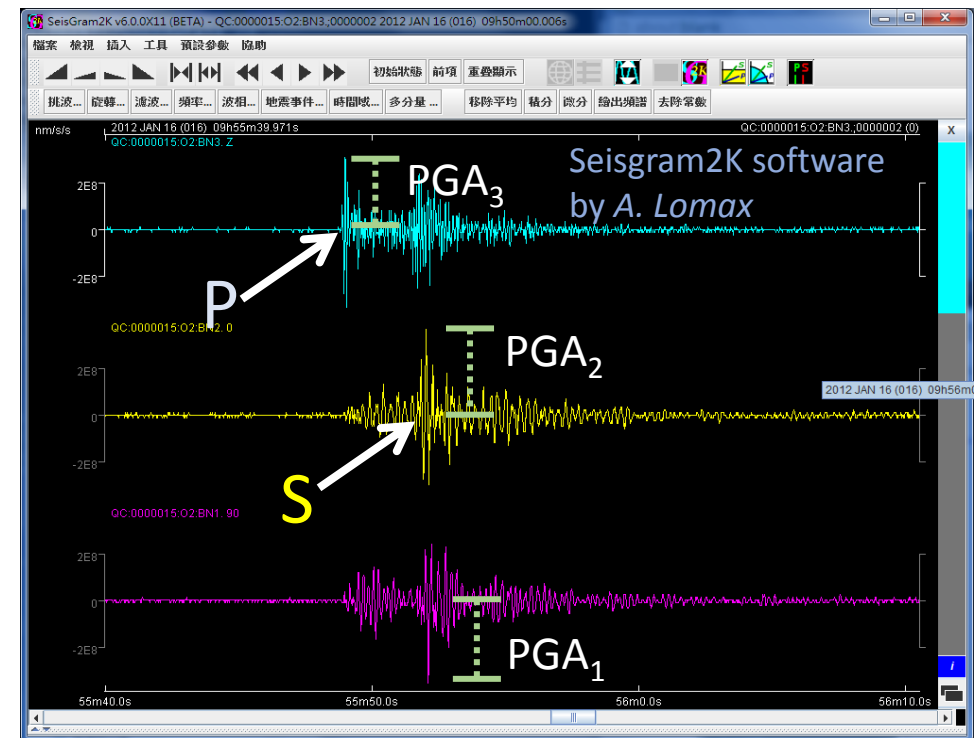 SeisGram2K v6.0.0X11 (BETA) - QC:0000015:O2:BN3.;0000002 2012 JAN 16 (016) 09h50m00.006s
檔案 檢視 插入 工具 預設參數 協助
初始狀態 前項 重疊顯示
挑波... 旋轉... 濾波... 頻率... 波相... 地震事件... 時間域... 多分量 ... 移除平均 積分 微分 繪出頻譜 去除常數
nm/s/s 2012 JAN 16 (016) 09h55m39.971s QC:0000015:O2:BN3.;0000002 (0) X
QC:0000015:O2:BN3. Z
Seisgram2K software
by A. Lomax
PGA3
2E8
0
-2E8
P
QC:0000015:O2:BN2. 0
PGA2
2E8
2012 JAN 16 (016) 09h56m0
0
-2E8
S
QC:0000015:O2:BN1. 90
2E8
0
-2E8
PGA1
i
55m40.0s 55m50.0s 56m0.0s 56m10.0s